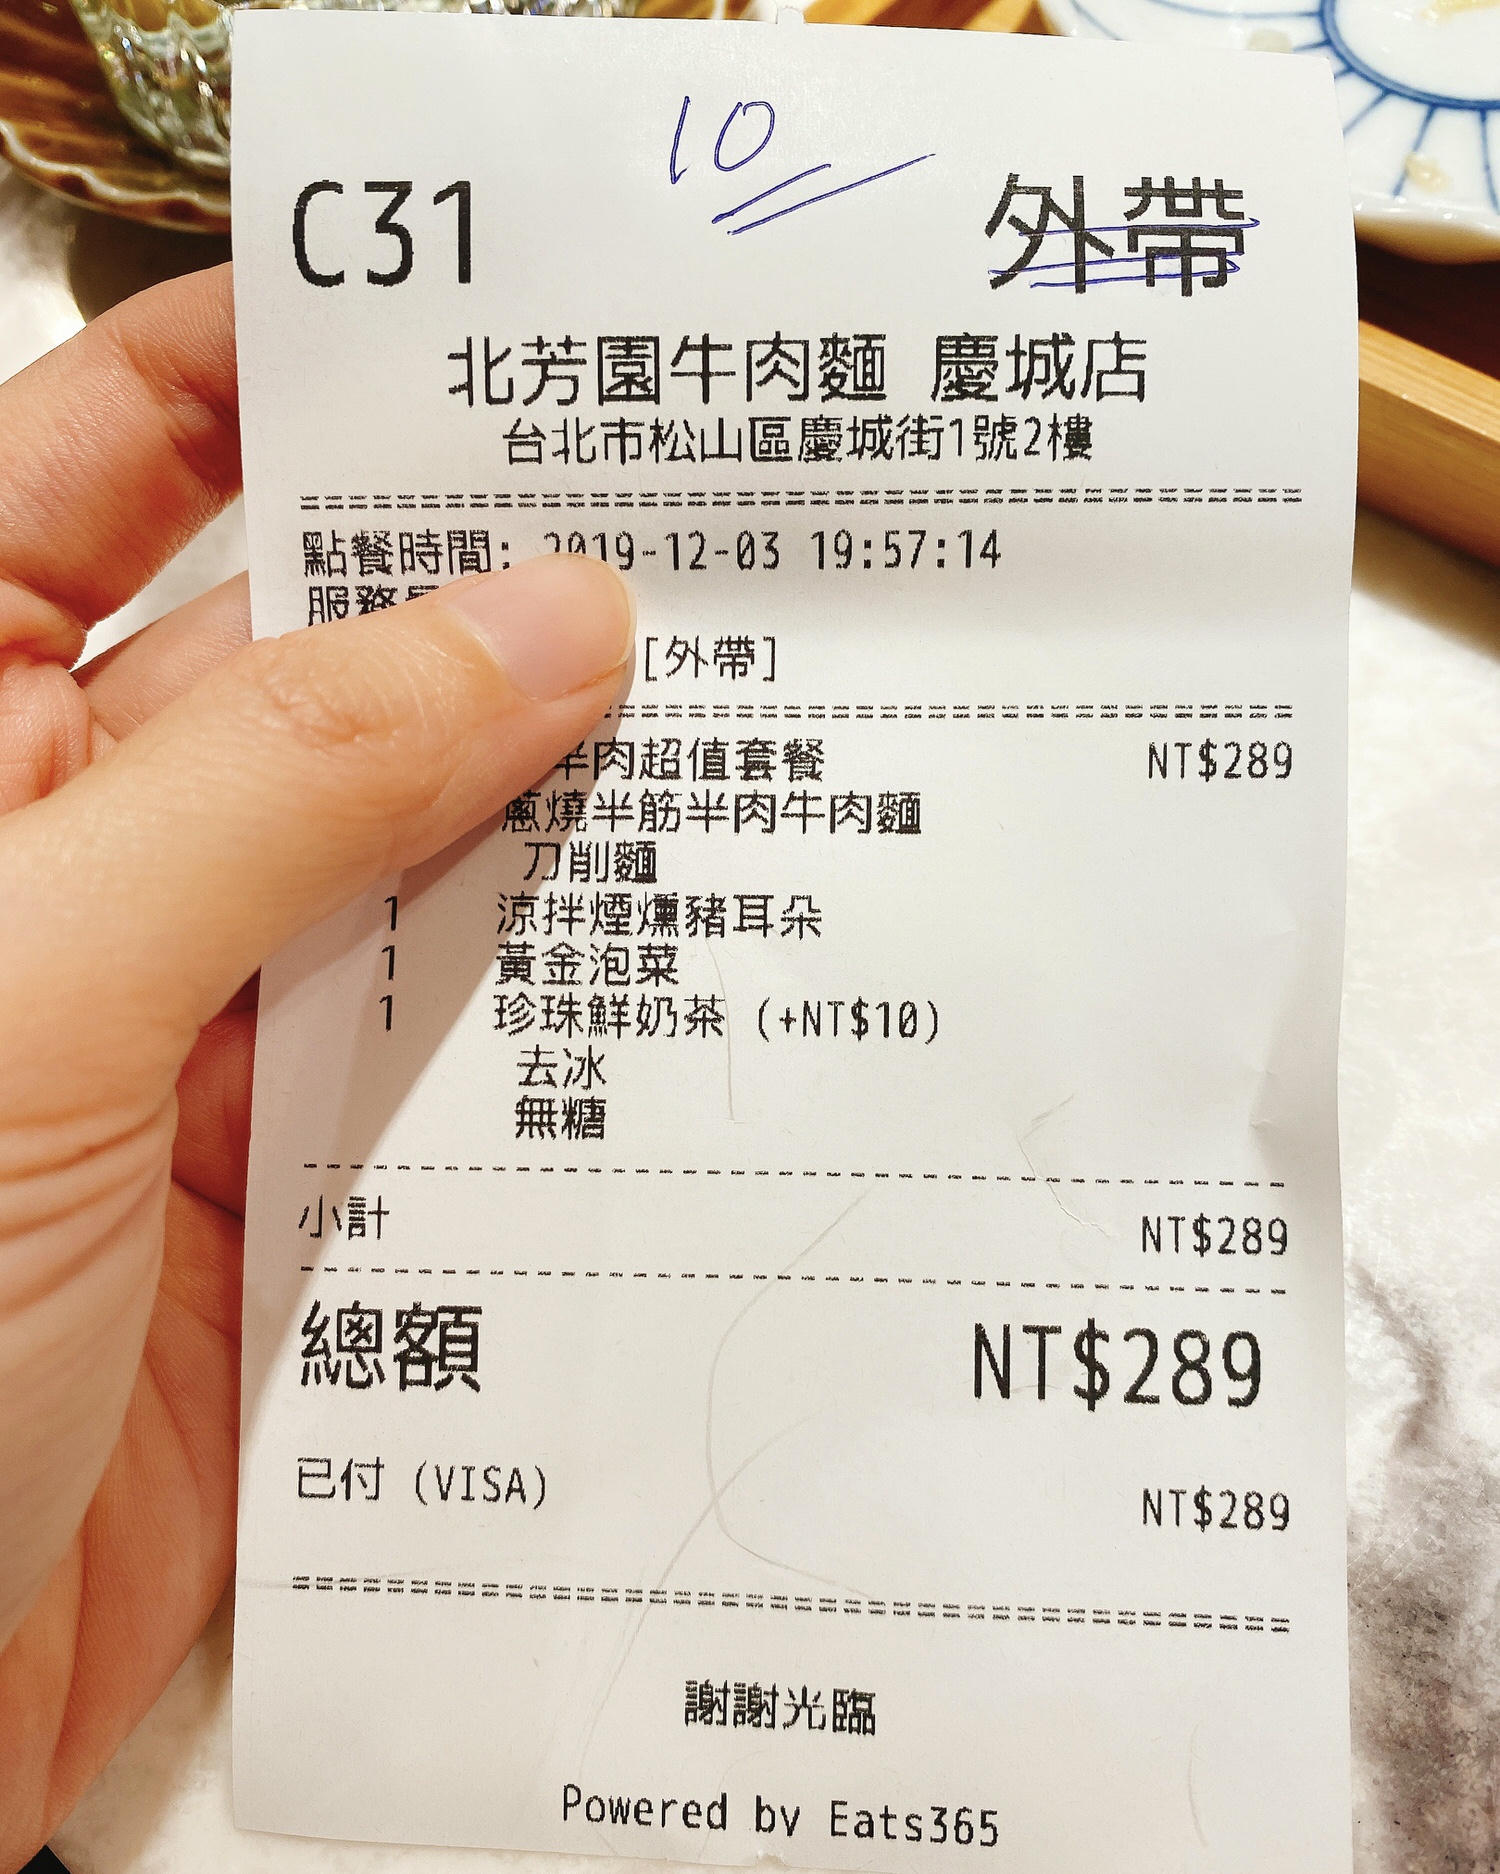 10
C31 外帶
北芳園牛肉麵 慶城店
台北市松山區慶城街1號2樓
點餐時間: 2019-12-03 19:57:14
服務
[外帶]
半肉超值套餐 NT$289
蔥燒半筋半肉牛肉麵
刀削麵
1 涼拌煙燻豬耳朵
1 黃金泡菜
1 珍珠鮮奶茶 (+NT$10)
去冰
無糖
小計 NT$289
總額 NT$289
已付 (VISA) NT$289
謝謝光臨
Powered by Eats365